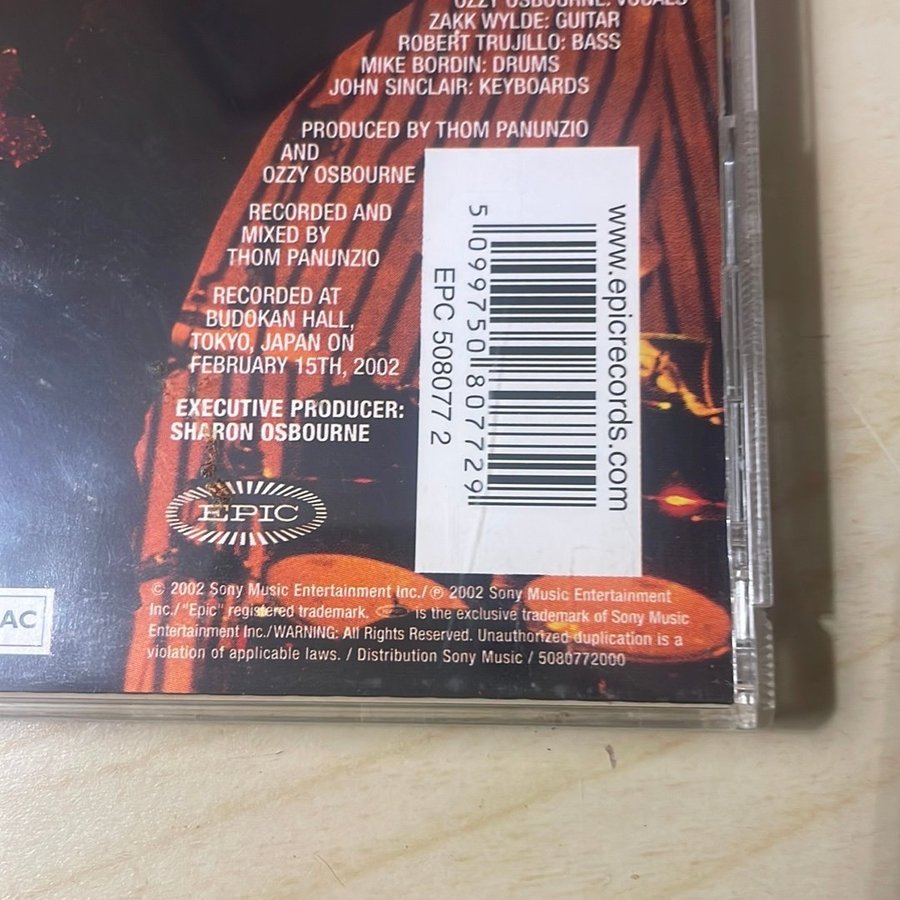 OZZY OSBOURNE: VOCALS
ZAKK WYLDE: GUITAR
ROBERT TRUJILLO: BASS
MIKE BORDIN: DRUMS
JOHN SINCLAIR: KEYBOARDS
PRODUCED BY THOM PANUNZIO
AND
OZZY OSBOURNE
RECORDED AND
MIXED BY
THOM PANUNZIO
RECORDED AT
BUDOKAN HALL,
TOKYO, JAPAN ON
FEBRUARY 15TH, 2002
EXECUTIVE PRODUCER:
SHARON OSBOURNE
EPIC
www.epicrecords.com
5 099750 807729
EPC 508077 2
AC
© 2002 Sony Music Entertainment Inc./ ℗ 2002 Sony Music Entertainment
Inc./"Epic" registered trademark. is the exclusive trademark of Sony Music
Entertainment Inc./WARNING: All Rights Reserved. Unauthorized duplication is a
violation of applicable laws. / Distribution Sony Music / 5080772000